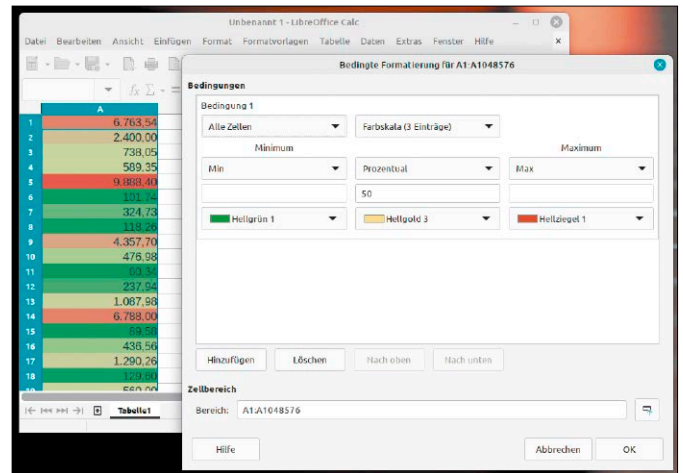 Unbenannt 1 - LibreOffice Calc
Datei Bearbeiten Ansicht Einfügen Format Formatvorlagen Tabelle Daten Extras Fenster Hilfe
Bedingte Formatierung für A1:A1048576
Bedingungen
Bedingung 1
Alle Zellen Farbskala (3 Einträge)
Minimum Maximum
Min Prozentual Max
50
Hellgrün 1 Hellgold 3 Hellziegel 1
A
1 6.763,54
2 2.400,00
3 738,05
4 589,35
5 9.888,40
6 101,74
7 324,73
8 118,26
9 4.357,70
10 476,98
11
12 237,94
13 1.087,98
14 6.788,00
15
16 436,56
17 1.290,26
18 129,60
560,00
Hinzufügen Löschen Nach oben Nach unten
Zellbereich
Bereich: A1:A1048576
Tabelle1
Hilfe Abbrechen OK